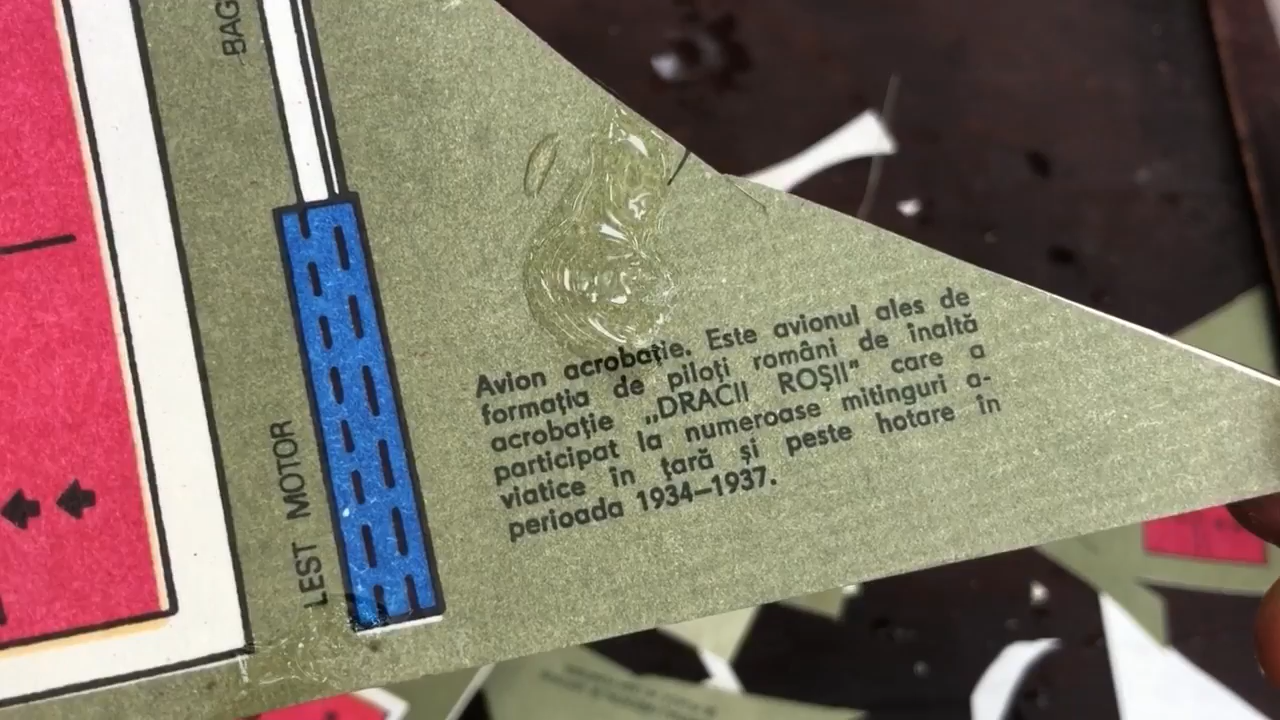 BAG
LEST MOTOR
Avion acrobație. Este avionul ales de
formația de piloți români de înaltă
acrobație „DRACII ROȘII" care a
participat la numeroase mitinguri a-
viatice în țară și peste hotare în
perioada 1934—1937.